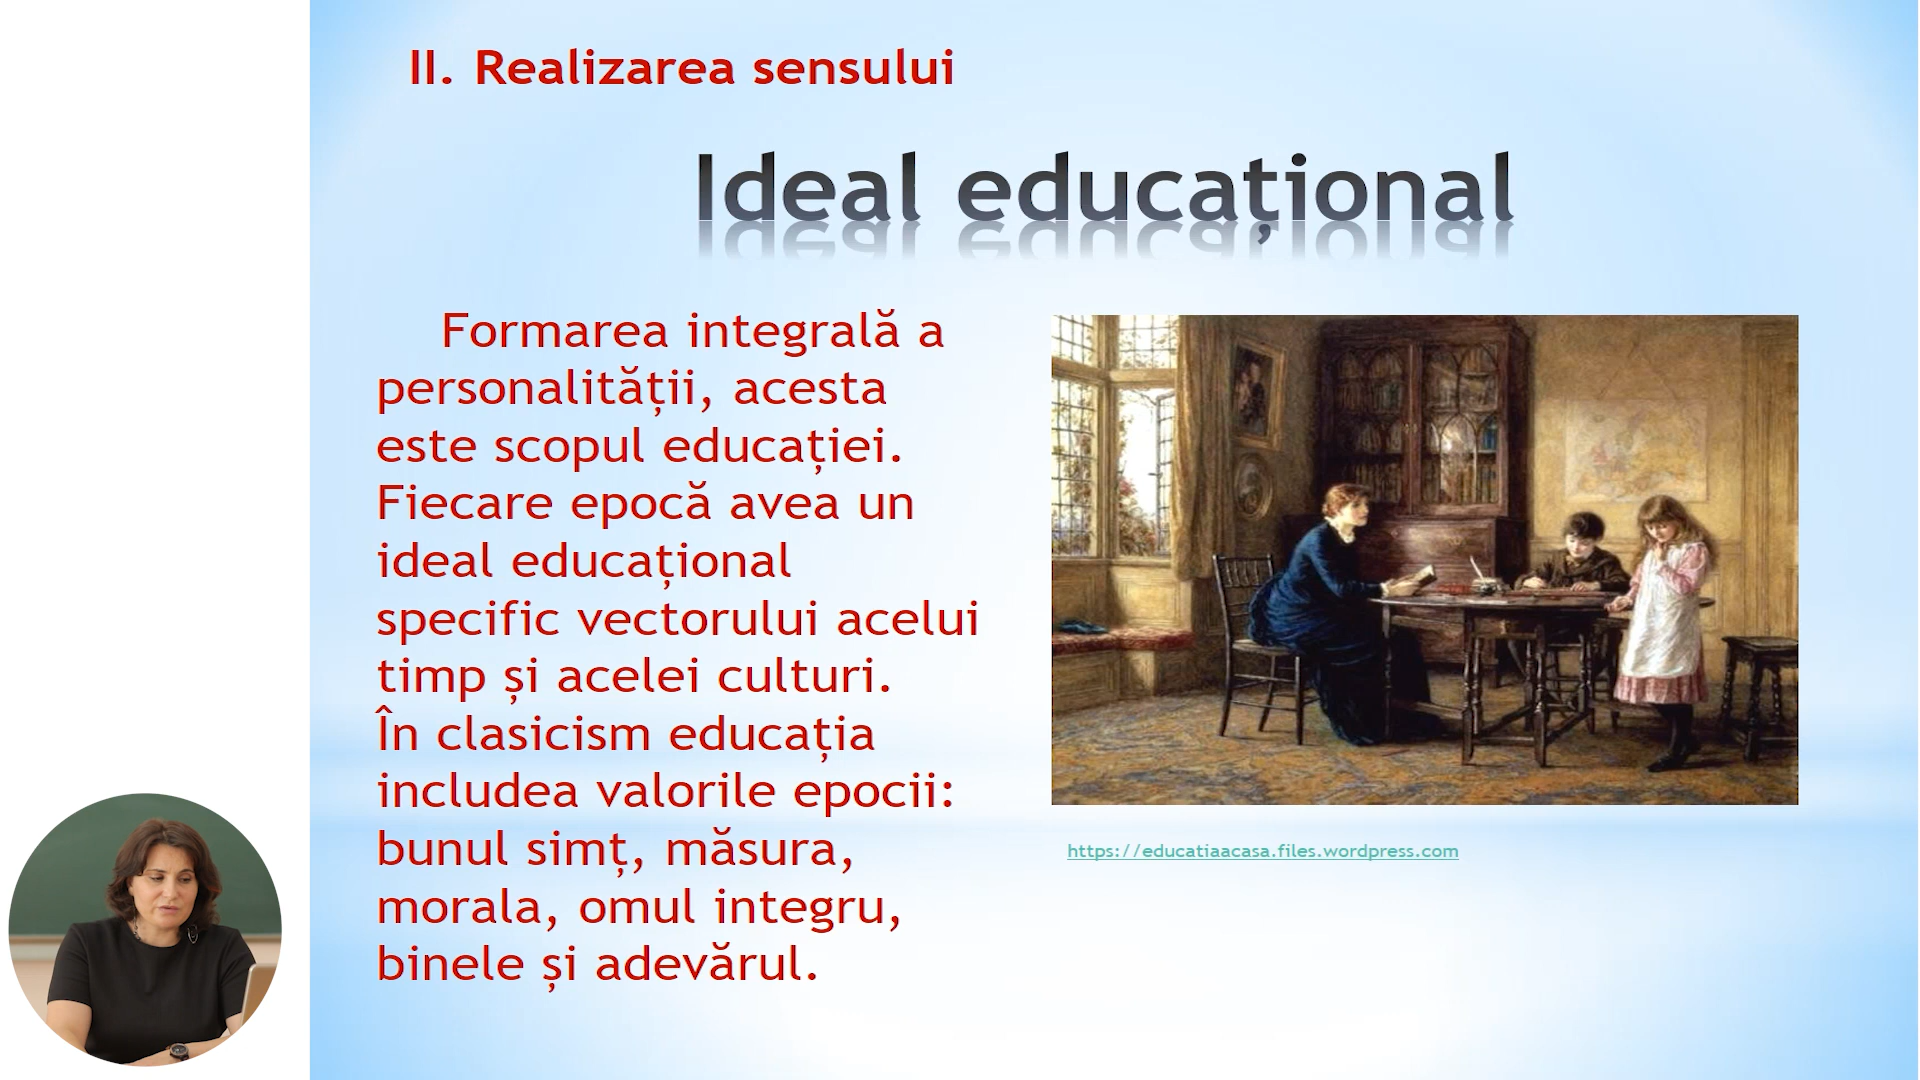 II. Realizarea sensului
Ideal educațional
Formarea integrală a
personalității, acesta
este scopul educației.
Fiecare epocă avea un
ideal educațional
specific vectorului acelui
timp și acelei culturi.
În clasicism educația
includea valorile epocii:
bunul simț, măsura,
morala, omul integru,
binele și adevărul.
https://educatiaacasa.files.wordpress.com